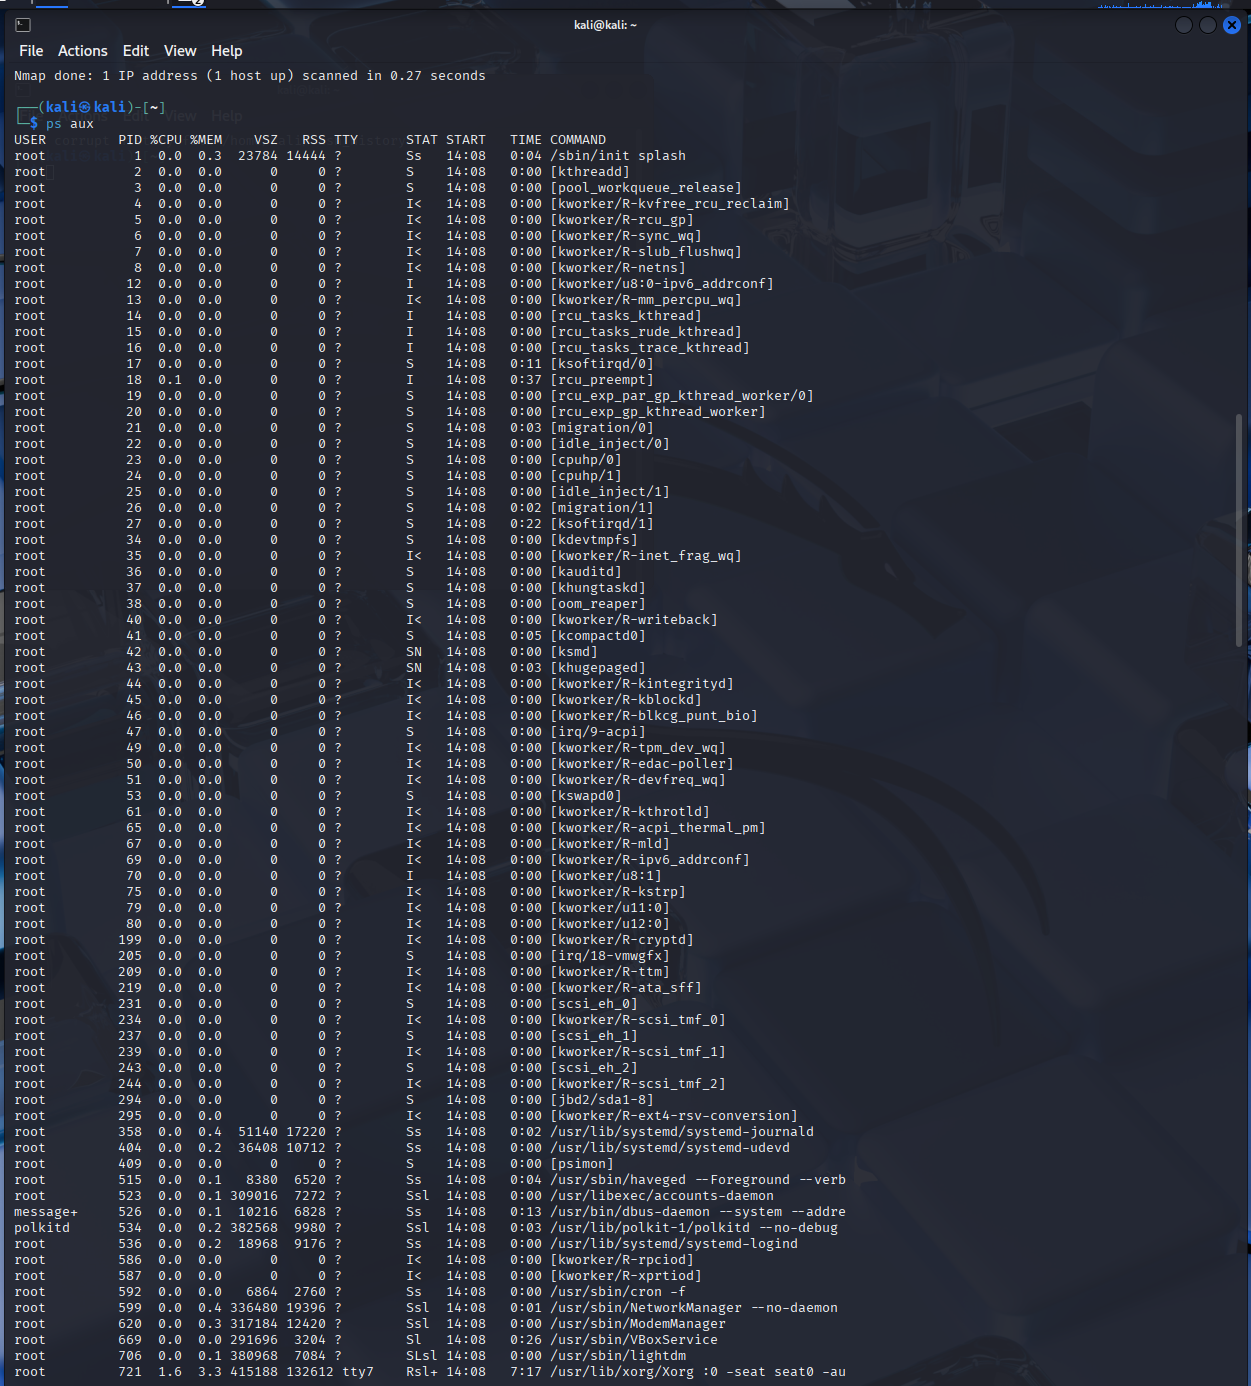 kali@kali: ~
File Actions Edit View Help
Nmap done: 1 IP address (1 host up) scanned in 0.27 seconds
┌──(kali㉿kali)-[~]
└─$ ps aux
USER PID %CPU %MEM VSZ RSS TTY STAT START TIME COMMAND
root 1 0.0 0.3 23784 14444 ? Ss 14:08 0:04 /sbin/init splash
root 2 0.0 0.0 0 0 ? S 14:08 0:00 [kthreadd]
root 3 0.0 0.0 0 0 ? S 14:08 0:00 [pool_workqueue_release]
root 4 0.0 0.0 0 0 ? I< 14:08 0:00 [kworker/R-kvfree_rcu_reclaim]
root 5 0.0 0.0 0 0 ? I< 14:08 0:00 [kworker/R-rcu_gp]
root 6 0.0 0.0 0 0 ? I< 14:08 0:00 [kworker/R-sync_wq]
root 7 0.0 0.0 0 0 ? I< 14:08 0:00 [kworker/R-slub_flushwq]
root 8 0.0 0.0 0 0 ? I< 14:08 0:00 [kworker/R-netns]
root 12 0.0 0.0 0 0 ? I 14:08 0:00 [kworker/u8:0-ipv6_addrconf]
root 13 0.0 0.0 0 0 ? I< 14:08 0:00 [kworker/R-mm_percpu_wq]
root 14 0.0 0.0 0 0 ? I 14:08 0:00 [rcu_tasks_kthread]
root 15 0.0 0.0 0 0 ? I 14:08 0:00 [rcu_tasks_rude_kthread]
root 16 0.0 0.0 0 0 ? I 14:08 0:00 [rcu_tasks_trace_kthread]
root 17 0.0 0.0 0 0 ? S 14:08 0:11 [ksoftirqd/0]
root 18 0.1 0.0 0 0 ? I 14:08 0:37 [rcu_preempt]
root 19 0.0 0.0 0 0 ? S 14:08 0:00 [rcu_exp_par_gp_kthread_worker/0]
root 20 0.0 0.0 0 0 ? S 14:08 0:00 [rcu_exp_gp_kthread_worker]
root 21 0.0 0.0 0 0 ? S 14:08 0:03 [migration/0]
root 22 0.0 0.0 0 0 ? S 14:08 0:00 [idle_inject/0]
root 23 0.0 0.0 0 0 ? S 14:08 0:00 [cpuhp/0]
root 24 0.0 0.0 0 0 ? S 14:08 0:00 [cpuhp/1]
root 25 0.0 0.0 0 0 ? S 14:08 0:00 [idle_inject/1]
root 26 0.0 0.0 0 0 ? S 14:08 0:02 [migration/1]
root 27 0.0 0.0 0 0 ? S 14:08 0:22 [ksoftirqd/1]
root 34 0.0 0.0 0 0 ? S 14:08 0:00 [kdevtmpfs]
root 35 0.0 0.0 0 0 ? I< 14:08 0:00 [kworker/R-inet_frag_wq]
root 36 0.0 0.0 0 0 ? S 14:08 0:00 [kauditd]
root 37 0.0 0.0 0 0 ? S 14:08 0:00 [khungtaskd]
root 38 0.0 0.0 0 0 ? S 14:08 0:00 [oom_reaper]
root 40 0.0 0.0 0 0 ? I< 14:08 0:00 [kworker/R-writeback]
root 41 0.0 0.0 0 0 ? S 14:08 0:05 [kcompactd0]
root 42 0.0 0.0 0 0 ? SN 14:08 0:00 [ksmd]
root 43 0.0 0.0 0 0 ? SN 14:08 0:03 [khugepaged]
root 44 0.0 0.0 0 0 ? I< 14:08 0:00 [kworker/R-kintegrityd]
root 45 0.0 0.0 0 0 ? I< 14:08 0:00 [kworker/R-kblockd]
root 46 0.0 0.0 0 0 ? I< 14:08 0:00 [kworker/R-blkcg_punt_bio]
root 47 0.0 0.0 0 0 ? S 14:08 0:00 [irq/9-acpi]
root 49 0.0 0.0 0 0 ? I< 14:08 0:00 [kworker/R-tpm_dev_wq]
root 50 0.0 0.0 0 0 ? I< 14:08 0:00 [kworker/R-edac-poller]
root 51 0.0 0.0 0 0 ? I< 14:08 0:00 [kworker/R-devfreq_wq]
root 53 0.0 0.0 0 0 ? S 14:08 0:00 [kswapd0]
root 61 0.0 0.0 0 0 ? I< 14:08 0:00 [kworker/R-kthrotld]
root 65 0.0 0.0 0 0 ? I< 14:08 0:00 [kworker/R-acpi_thermal_pm]
root 67 0.0 0.0 0 0 ? I< 14:08 0:00 [kworker/R-mld]
root 69 0.0 0.0 0 0 ? I< 14:08 0:00 [kworker/R-ipv6_addrconf]
root 70 0.0 0.0 0 0 ? I 14:08 0:00 [kworker/u8:1]
root 75 0.0 0.0 0 0 ? I< 14:08 0:00 [kworker/R-kstrp]
root 79 0.0 0.0 0 0 ? I< 14:08 0:00 [kworker/u11:0]
root 80 0.0 0.0 0 0 ? I< 14:08 0:00 [kworker/u12:0]
root 199 0.0 0.0 0 0 ? I< 14:08 0:00 [kworker/R-cryptd]
root 205 0.0 0.0 0 0 ? S 14:08 0:00 [irq/18-vmwgfx]
root 209 0.0 0.0 0 0 ? I< 14:08 0:00 [kworker/R-ttm]
root 219 0.0 0.0 0 0 ? I< 14:08 0:00 [kworker/R-ata_sff]
root 231 0.0 0.0 0 0 ? S 14:08 0:00 [scsi_eh_0]
root 234 0.0 0.0 0 0 ? I< 14:08 0:00 [kworker/R-scsi_tmf_0]
root 237 0.0 0.0 0 0 ? S 14:08 0:00 [scsi_eh_1]
root 239 0.0 0.0 0 0 ? I< 14:08 0:00 [kworker/R-scsi_tmf_1]
root 243 0.0 0.0 0 0 ? S 14:08 0:00 [scsi_eh_2]
root 244 0.0 0.0 0 0 ? I< 14:08 0:00 [kworker/R-scsi_tmf_2]
root 294 0.0 0.0 0 0 ? S 14:08 0:00 [jbd2/sda1-8]
root 295 0.0 0.0 0 0 ? I< 14:08 0:00 [kworker/R-ext4-rsv-conversion]
root 358 0.0 0.4 51140 17220 ? Ss 14:08 0:02 /usr/lib/systemd/systemd-journald
root 404 0.0 0.2 36408 10712 ? Ss 14:08 0:00 /usr/lib/systemd/systemd-udevd
root 409 0.0 0.0 0 0 ? S 14:08 0:00 [psimon]
root 515 0.0 0.1 8380 6520 ? Ss 14:08 0:04 /usr/sbin/haveged --Foreground --verb
root 523 0.0 0.1 309016 7272 ? Ssl 14:08 0:00 /usr/libexec/accounts-daemon
message+ 526 0.0 0.1 10216 6828 ? Ss 14:08 0:13 /usr/bin/dbus-daemon --system --addre
polkitd 534 0.0 0.2 382568 9980 ? Ssl 14:08 0:03 /usr/lib/polkit-1/polkitd --no-debug
root 536 0.0 0.2 18968 9176 ? Ss 14:08 0:00 /usr/lib/systemd/systemd-logind
root 586 0.0 0.0 0 0 ? I< 14:08 0:00 [kworker/R-rpciod]
root 587 0.0 0.0 0 0 ? I< 14:08 0:00 [kworker/R-xprtiod]
root 592 0.0 0.0 6864 2760 ? Ss 14:08 0:00 /usr/sbin/cron -f
root 599 0.0 0.4 336480 19396 ? Ssl 14:08 0:01 /usr/sbin/NetworkManager --no-daemon
root 620 0.0 0.3 317184 12420 ? Ssl 14:08 0:00 /usr/sbin/ModemManager
root 669 0.0 0.0 291696 3204 ? Sl 14:08 0:26 /usr/sbin/VBoxService
root 706 0.0 0.1 380968 7084 ? SLsl 14:08 0:00 /usr/sbin/lightdm
root 721 1.6 3.3 415188 132612 tty7 Rsl+ 14:08 7:17 /usr/lib/xorg/Xorg :0 -seat seat0 -au